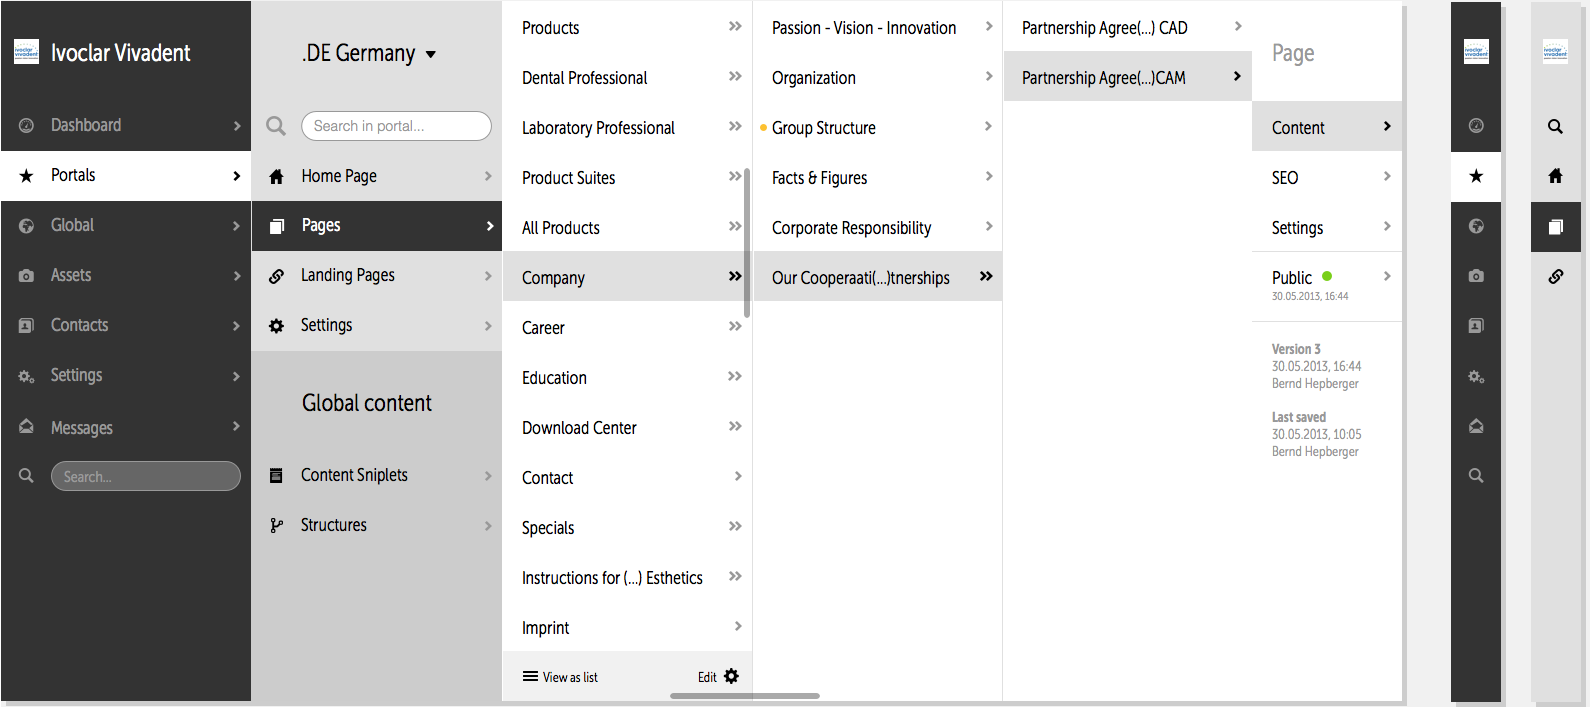 Ivoclar Vivadent
Dashboard
Portals
Global
Assets
Contacts
Settings
Messages
Search...
.DE Germany
Search in portal...
Home Page
Pages
Landing Pages
Settings
Global content
Content Sniplets
Structures
Products
Dental Professional
Laboratory Professional
Product Suites
All Products
Company
Career
Education
Download Center
Contact
Specials
Instructions for (...) Esthetics
Imprint
View as list
Edit
Passion - Vision - Innovation
Organization
Group Structure
Facts & Figures
Corporate Responsibility
Our Cooperaati(...)tnerships
Partnership Agree(...) CAD
Partnership Agree(...)CAM
Page
Content
SEO
Settings
Public
30.05.2013, 16:44
Version 3
30.05.2013, 16:44
Bernd Hepberger
Last saved
30.05.2013, 10:05
Bernd Hepberger
ivoclar
vivadent
ivoclar
vivadent